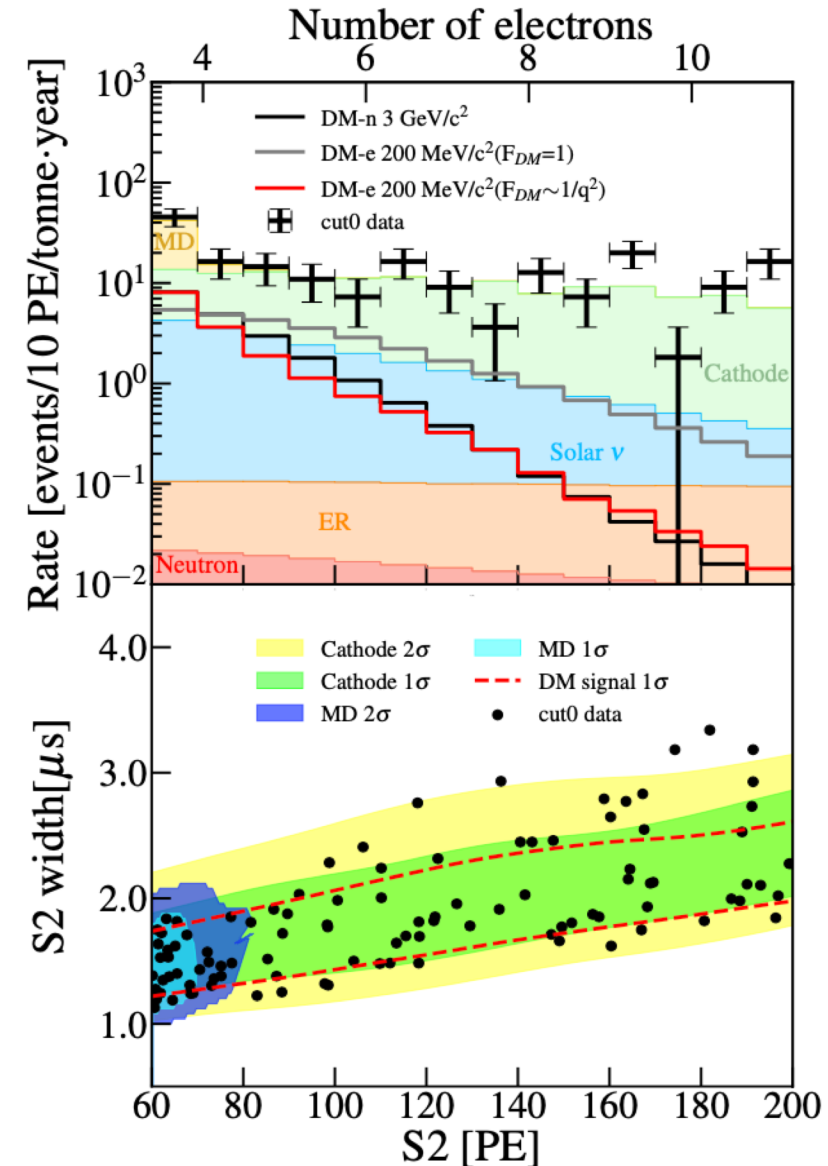 Number of electrons
4 6 8 10
Rate [events/10 PE/tonne·year]
10³
10²
10¹
10⁰
10⁻¹
10⁻²
DM-n 3 GeV/c²
DM-e 200 MeV/c²(F_DM=1)
DM-e 200 MeV/c²(F_DM∼1/q²)
cut0 data
MD
Cathode
Solar ν
ER
Neutron
S2 width[μs]
4.0
3.0
2.0
1.0
Cathode 2σ
Cathode 1σ
MD 2σ
MD 1σ
DM signal 1σ
cut0 data
60 80 100 120 140 160 180 200
S2 [PE]